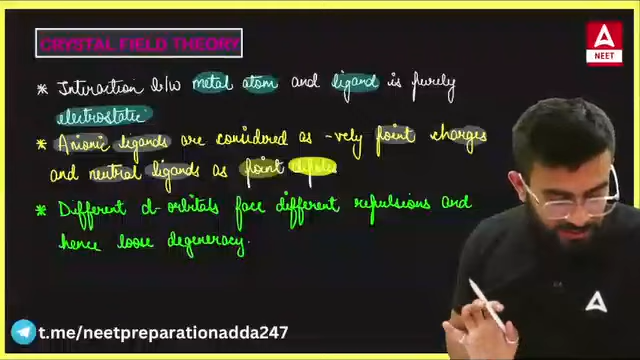 CRYSTAL FIELD THEORY
* Interaction b/w metal atom and ligand is purely
electrostatic
* Anionic ligands are considered as -vely point charges
and neutral ligands as point dipoles
* Different d-orbitals face different repulsions and
hence loose degeneracy.
A
NEET
A
t.me/neetpreparationadda247